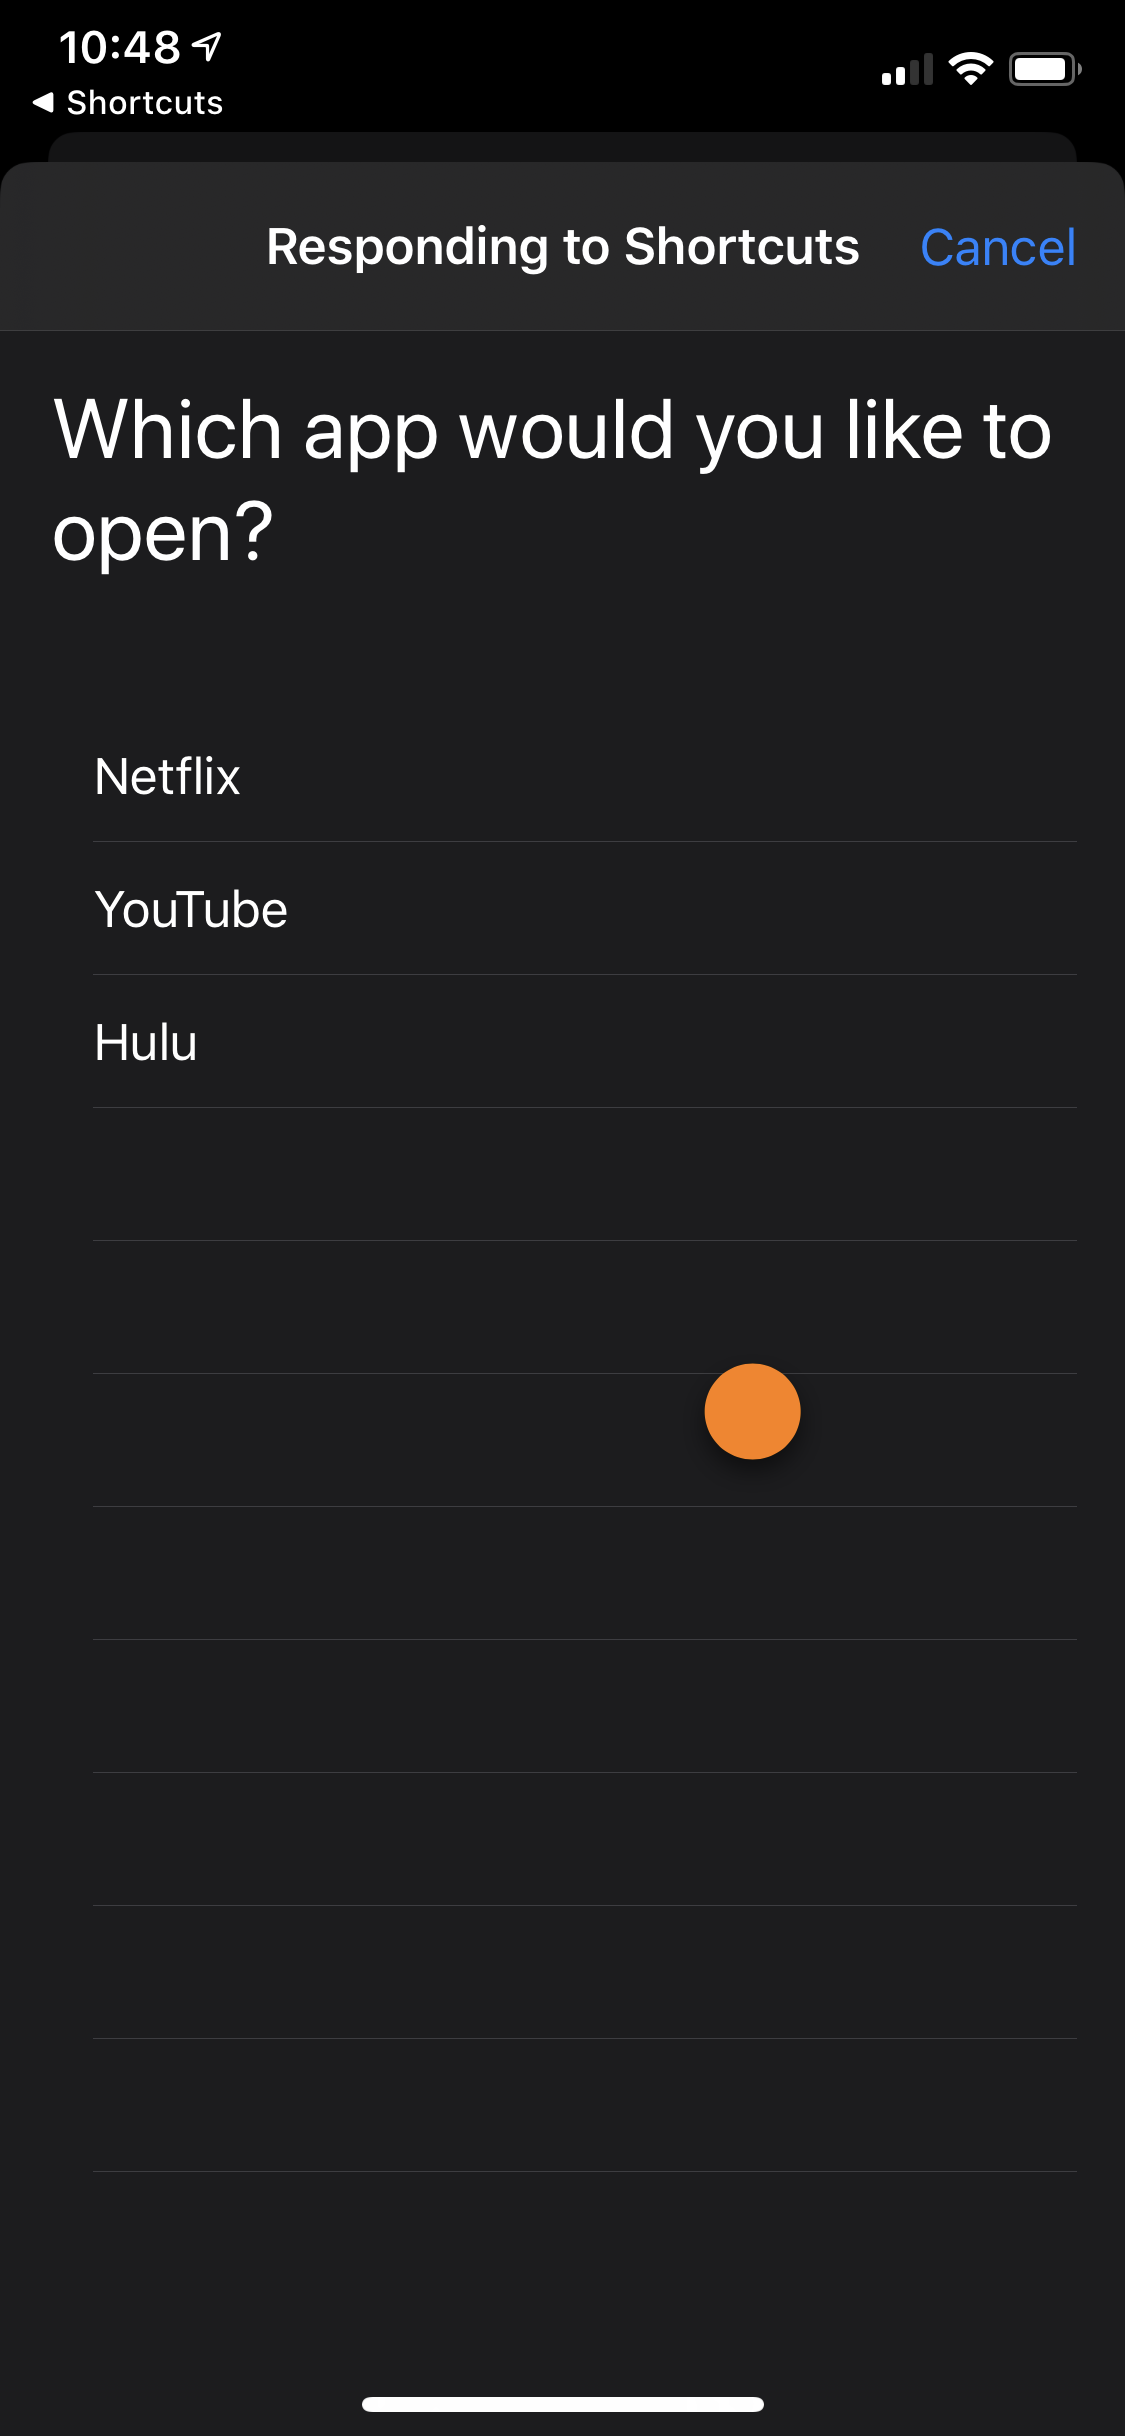 10:48
Shortcuts
Responding to Shortcuts
Cancel
Which app would you like to
open?
Netflix
YouTube
Hulu